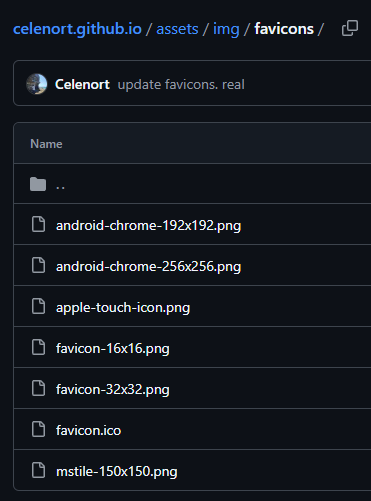 celenort.github.io / assets / img / favicons /
Celenort update favicons. real
Name
..
android-chrome-192x192.png
android-chrome-256x256.png
apple-touch-icon.png
favicon-16x16.png
favicon-32x32.png
favicon.ico
mstile-150x150.png